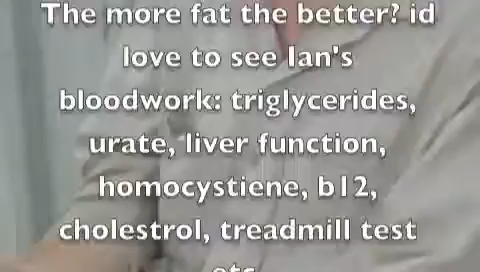 The more fat the better? id
love to see Ian's
bloodwork: triglycerides,
urate, liver function,
homocystiene, b12,
cholestrol, treadmill test
etc